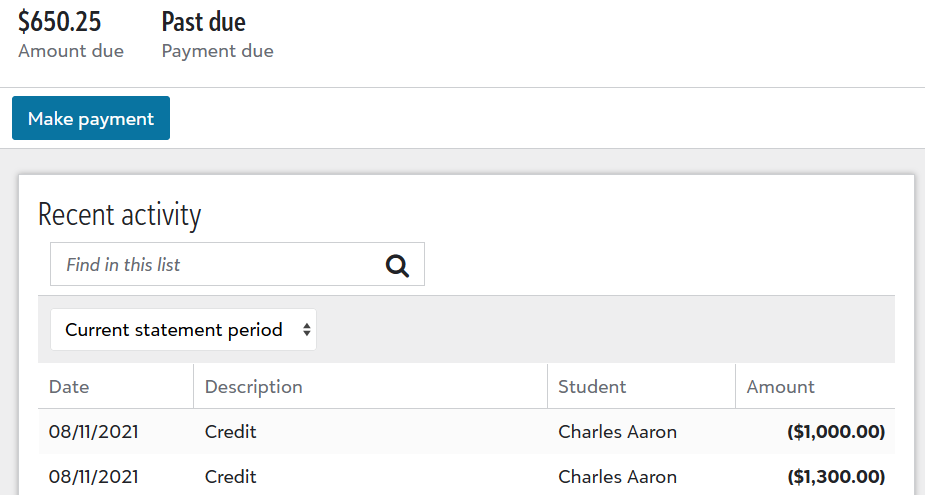 $650.25 Past due
Amount due Payment due
Make payment
Recent activity
Find in this list
Current statement period
Date Description Student Amount
08/11/2021 Credit Charles Aaron ($1,000.00)
08/11/2021 Credit Charles Aaron ($1,300.00)